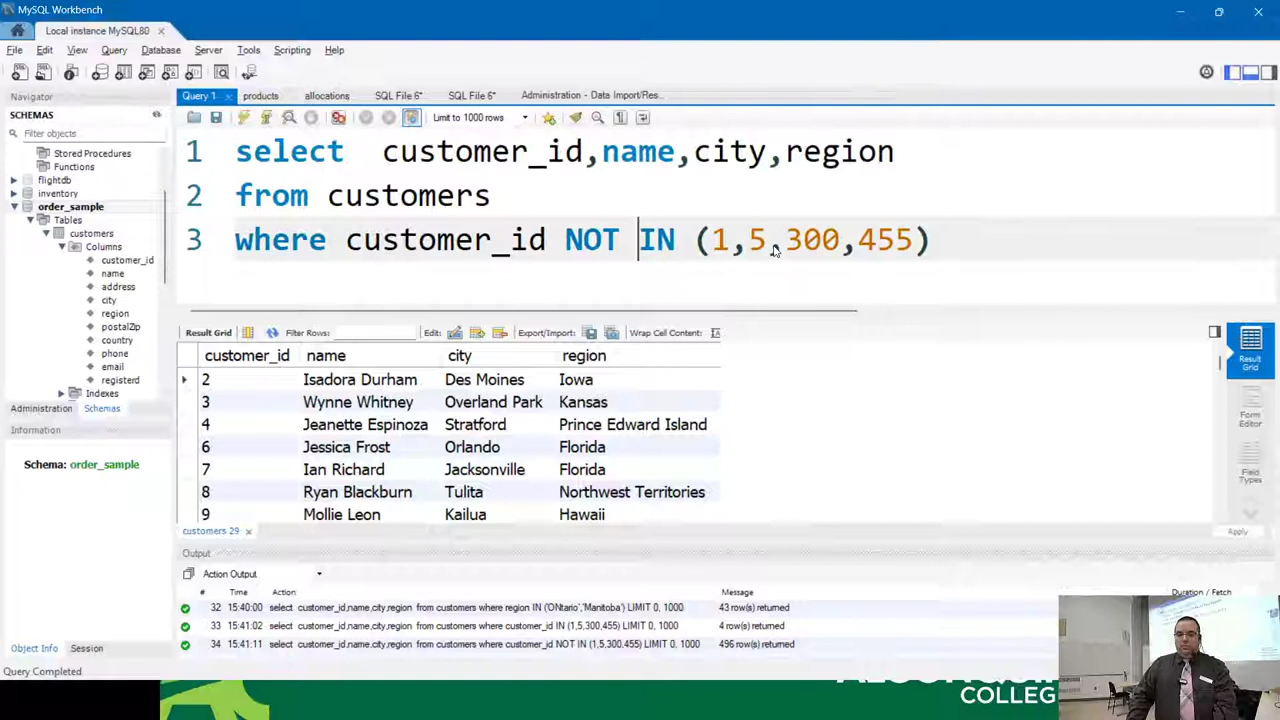 MySQL Workbench
Local instance MySQL80
File Edit View Query Database Server Tools Scripting Help
Navigator
Query 1 products allocations SQL File 6* SQL File 6* Administration - Data Import/Res...
SCHEMAS
Limit to 1000 rows
Filter objects
Stored Procedures
Functions
flightdb
inventory
order_sample
Tables
customers
Columns
customer_id
name
address
city
region
postalZip
country
phone
email
registerd
Indexes
Administration Schemas
Information
Schema: order_sample
Object Info Session
1 select customer_id,name,city,region
2 from customers
3 where customer_id NOT IN (1,5,300,455)
Result Grid Filter Rows: Edit: Export/Import: Wrap Cell Content:
customer_id name city region
2 Isadora Durham Des Moines Iowa
3 Wynne Whitney Overland Park Kansas
4 Jeanette Espinoza Stratford Prince Edward Island
6 Jessica Frost Orlando Florida
7 Ian Richard Jacksonville Florida
8 Ryan Blackburn Tulita Northwest Territories
9 Mollie Leon Kailua Hawaii
Result
Grid
Form
Editor
Field
Types
customers 29
Apply
Output
Action Output
# Time Action Message Duration / Fetch
32 15:40:00 select customer_id,name,city,region from customers where region IN ('ONtario','Manitoba') LIMIT 0, 1000 43 row(s) returned
33 15:41:02 select customer_id,name,city,region from customers where customer_id IN (1,5,300,455) LIMIT 0, 1000 4 row(s) returned
34 15:41:11 select customer_id,name,city,region from customers where customer_id NOT IN (1,5,300,455) LIMIT 0, 1000 496 row(s) returned
Query Completed
COLLEG